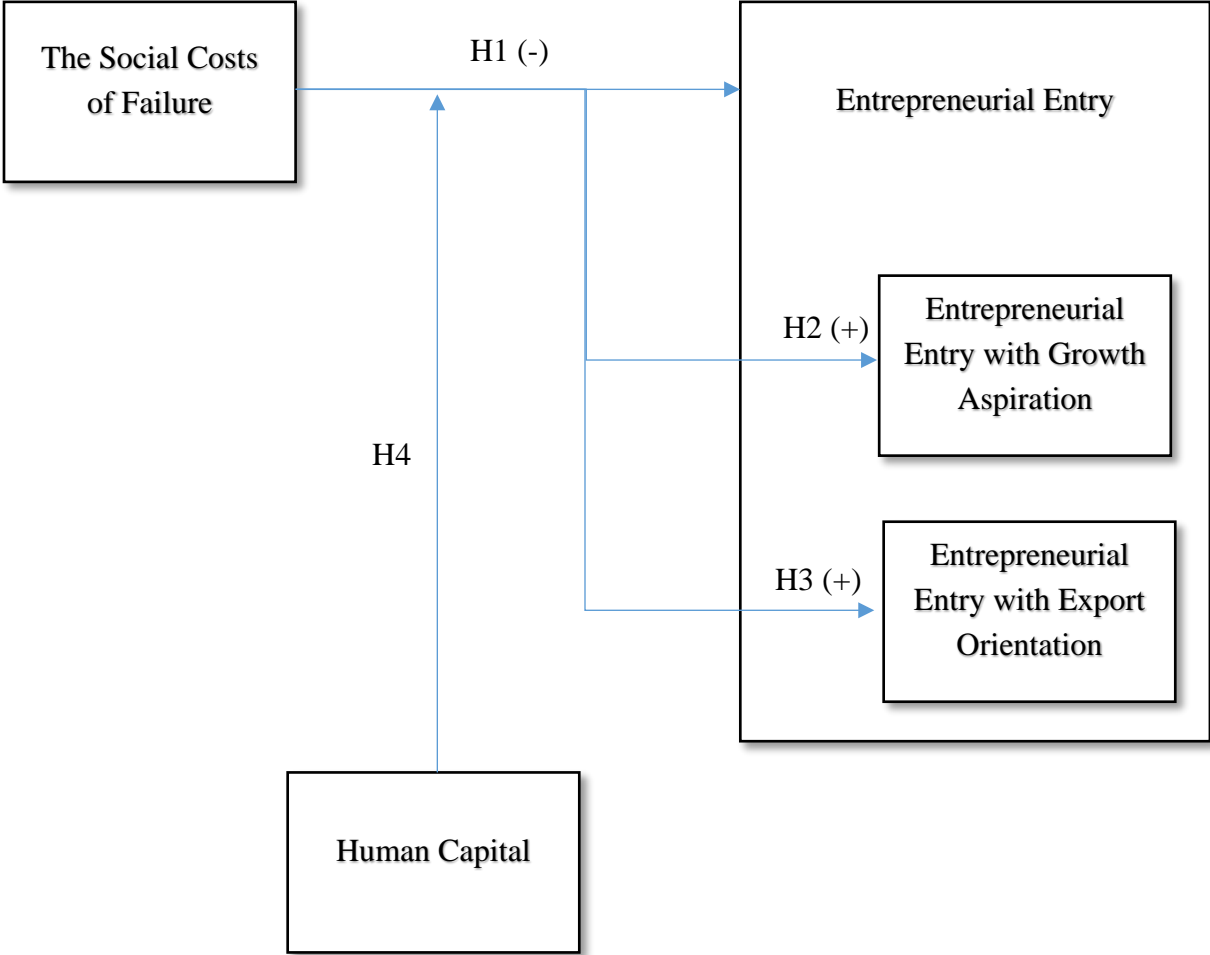 The Social Costs
of Failure
H1 (-)
Entrepreneurial Entry
H2 (+)
Entrepreneurial
Entry with Growth
Aspiration
H4
H3 (+)
Entrepreneurial
Entry with Export
Orientation
Human Capital